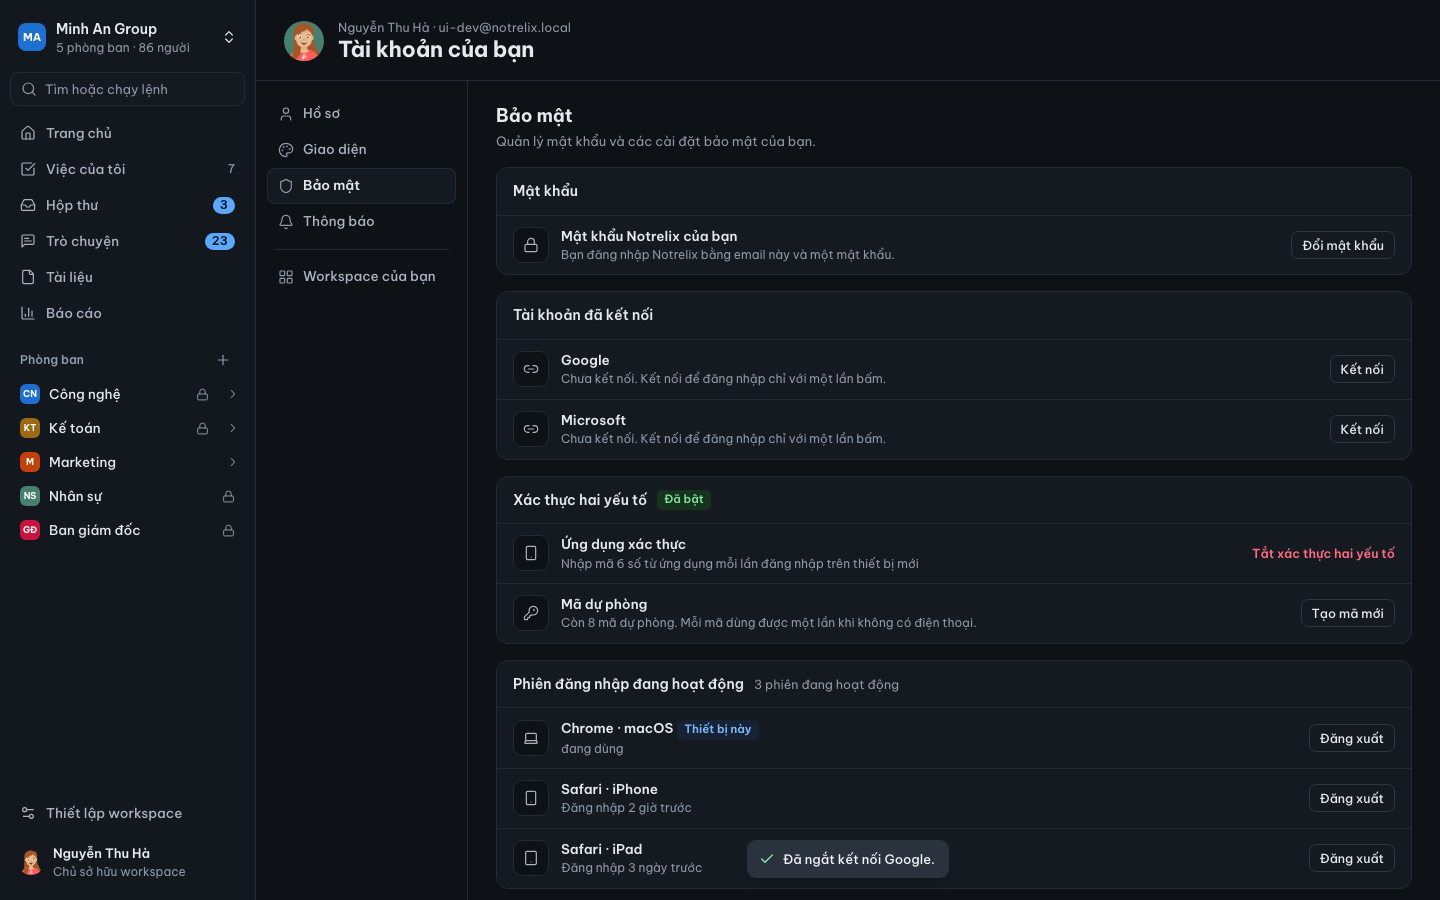 MA
Minh An Group
5 phòng ban · 86 người
Tìm hoặc chạy lệnh
Trang chủ
Việc của tôi 7
Hộp thư 3
Trò chuyện 23
Tài liệu
Báo cáo
Phòng ban
CN Công nghệ
KT Kế toán
M Marketing
NS Nhân sự
GĐ Ban giám đốc
Thiết lập workspace
Nguyễn Thu Hà
Chủ sở hữu workspace
Nguyễn Thu Hà · ui-dev@notrelix.local
Tài khoản của bạn
Hồ sơ
Giao diện
Bảo mật
Thông báo
Workspace của bạn
Bảo mật
Quản lý mật khẩu và các cài đặt bảo mật của bạn.
Mật khẩu
Mật khẩu Notrelix của bạn
Bạn đăng nhập Notrelix bằng email này và một mật khẩu.
Đổi mật khẩu
Tài khoản đã kết nối
Google
Chưa kết nối. Kết nối để đăng nhập chỉ với một lần bấm.
Kết nối
Microsoft
Chưa kết nối. Kết nối để đăng nhập chỉ với một lần bấm.
Kết nối
Xác thực hai yếu tố Đã bật
Ứng dụng xác thực
Nhập mã 6 số từ ứng dụng mỗi lần đăng nhập trên thiết bị mới
Tắt xác thực hai yếu tố
Mã dự phòng
Còn 8 mã dự phòng. Mỗi mã dùng được một lần khi không có điện thoại.
Tạo mã mới
Phiên đăng nhập đang hoạt động 3 phiên đang hoạt động
Chrome · macOS Thiết bị này
đang dùng
Đăng xuất
Safari · iPhone
Đăng nhập 2 giờ trước
Đăng xuất
Safari · iPad
Đăng nhập 3 ngày trước
Đăng xuất
Đã ngắt kết nối Google.